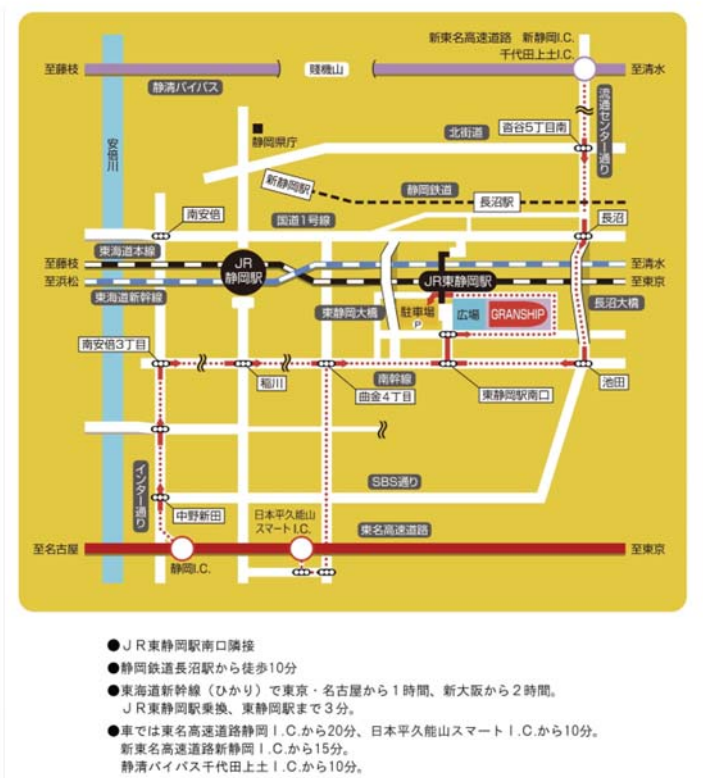 新東名高速道路 新静岡I.C.
千代田上土I.C.
至藤枝
賤機山
至清水
静清バイパス
流通センター通り
安倍川
静岡県庁
北街道
沓谷5丁目南
新静岡駅
静岡鉄道
長沼駅
南安倍
国道1号線
長沼
東海道本線
至藤枝
JR
静岡駅
JR東静岡駅
至清水
至浜松
至東京
東海道新幹線
東静岡大橋
駐車場
P
広場
GRANSHIP
長沼大橋
南安倍3丁目
稲川
南幹線
曲金4丁目
東静岡駅南口
池田
インター通り
中野新田
SBS通り
日本平久能山
スマートI.C.
東名高速道路
至名古屋
至東京
静岡I.C.
●JR東静岡駅南口隣接
●静岡鉄道長沼駅から徒歩10分
●東海道新幹線（ひかり）で東京・名古屋から1時間、新大阪から2時間。
JR東静岡駅乗換、東静岡駅まで3分。
●車では東名高速道路静岡I.C.から20分、日本平久能山スマートI.C.から10分。
新東名高速道路新静岡I.C.から15分。
静清バイパス千代田上土I.C.から10分。